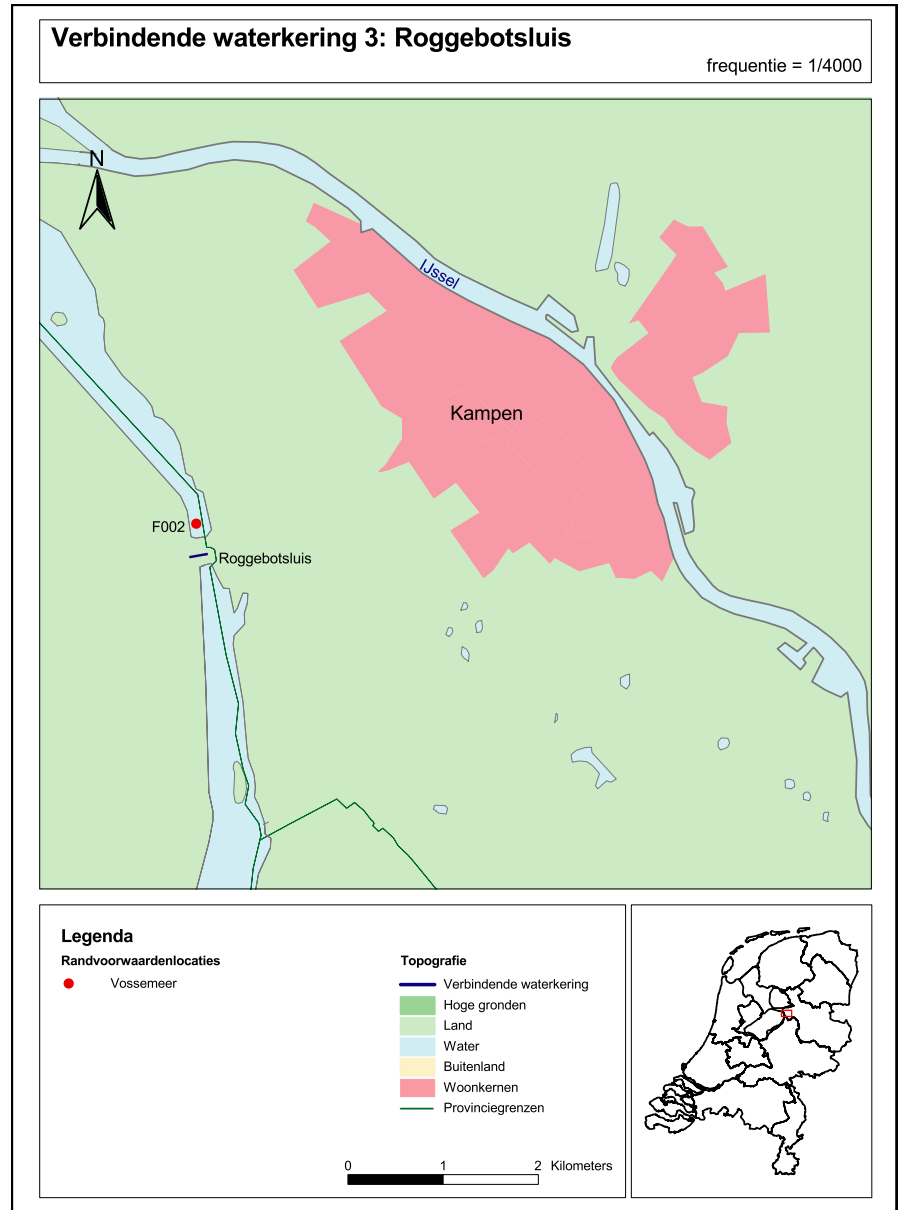 Verbindende waterkering 3: Roggebotsluis
frequentie = 1/4000
N
IJssel
Kampen
F002
Roggebotsluis
Legenda
Randvoorwaardenlocaties
Vossemeer
Topografie
Verbindende waterkering
Hoge gronden
Land
Water
Buitenland
Woonkernen
Provinciegrenzen
0 1 2 Kilometers